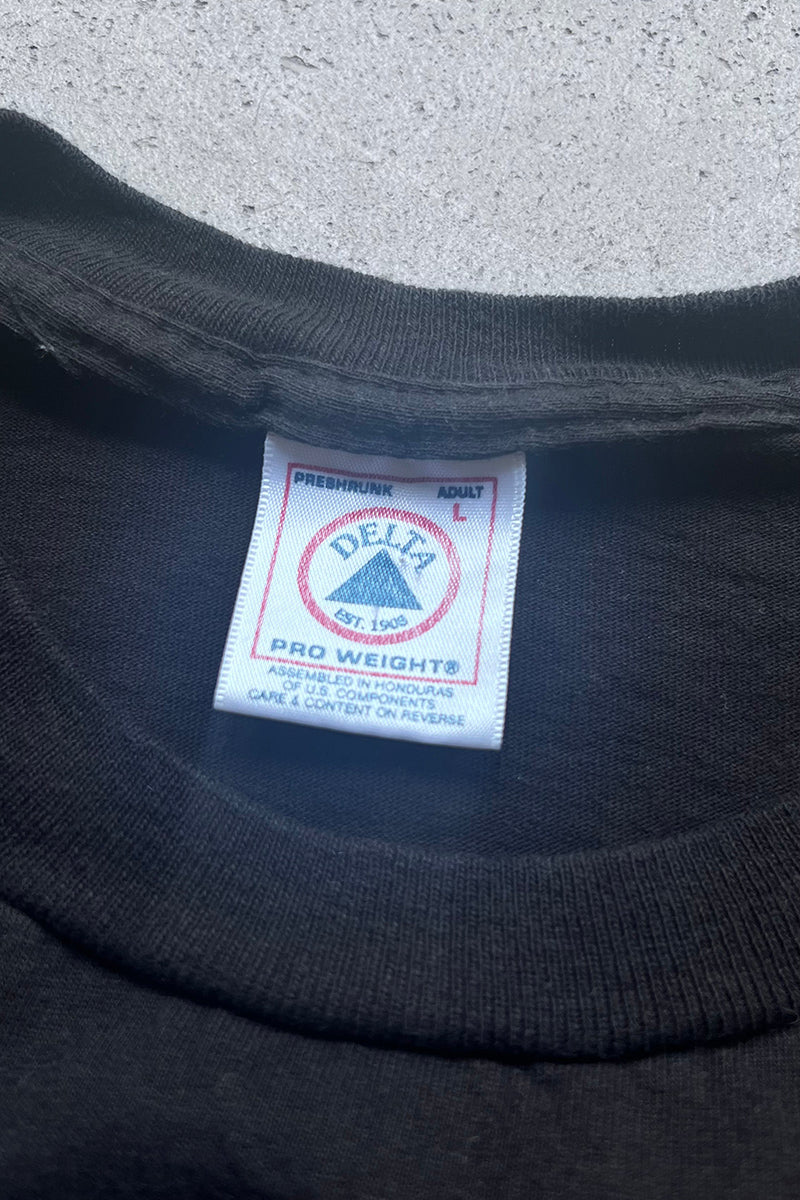 PRESHRUNK ADULT
L
DELTA
EST. 1903
PRO WEIGHT®
ASSEMBLED IN HONDURAS
OF U.S. COMPONENTS
CARE & CONTENT ON REVERSE